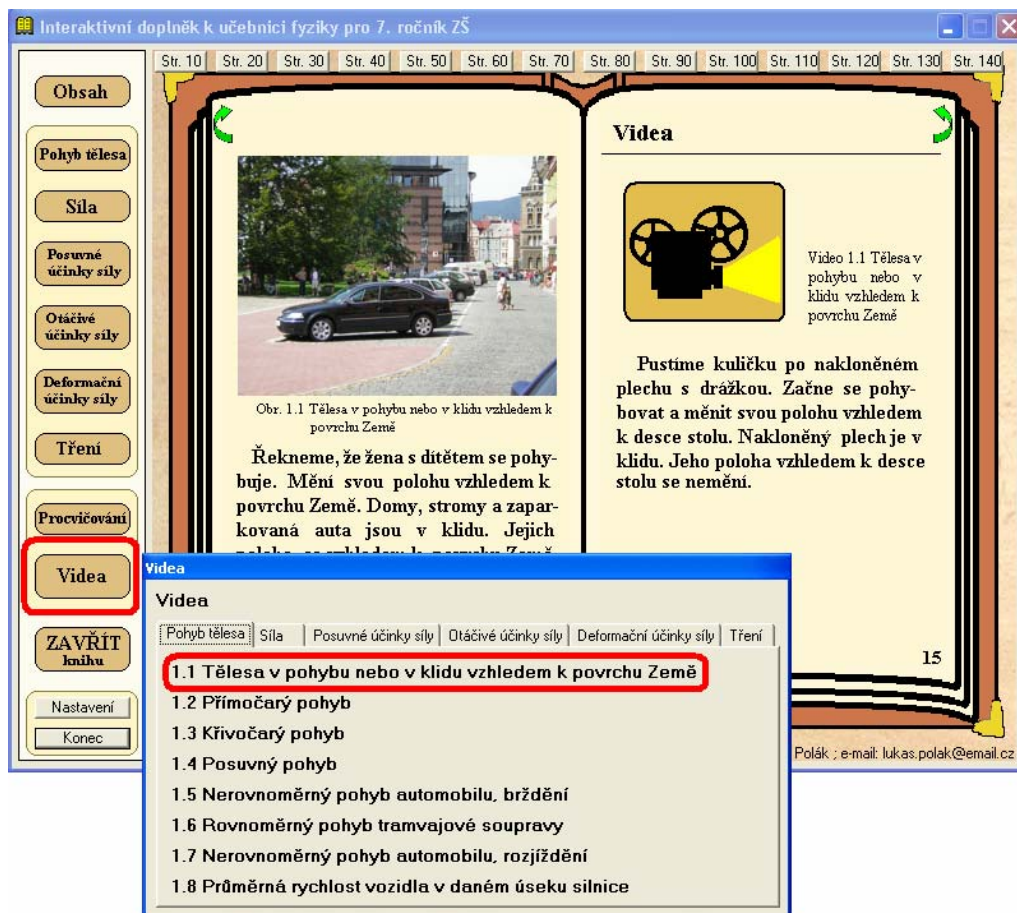 Interaktivní doplněk k učebnici fyziky pro 7. ročník ZŠ
Str. 10 Str. 20 Str. 30 Str. 40 Str. 50 Str. 60 Str. 70 Str. 80 Str. 90 Str. 100 Str. 110 Str. 120 Str. 130 Str. 140
Obsah
Pohyb tělesa
Síla
Posuvné
účinky síly
Otáčivé
účinky síly
Deformační
účinky síly
Tření
Procvičování
Videa
ZAVŘÍT
knihu
Nastavení
Konec
Obr. 1.1 Tělesa v pohybu nebo v klidu vzhledem k
povrchu Země
Řekneme, že žena s dítětem se pohy-
buje. Mění svou polohu vzhledem k
povrchu Země. Domy, stromy a zapar-
kovaná auta jsou v klidu. Jejich
poloha se vzhledem k povrchu Země
Videa
Video 1.1 Tělesa v
pohybu nebo v
klidu vzhledem k
povrchu Země
Pustíme kuličku po nakloněném
plechu s drážkou. Začne se pohy-
bovat a měnit svou polohu vzhledem
k desce stolu. Nakloněný plech je v
klidu. Jeho poloha vzhledem k desce
stolu se nemění.
15
Polák ; e-mail: lukas.polak@email.cz
Videa
Videa
Pohyb tělesa Síla Posuvné účinky síly Otáčivé účinky síly Deformační účinky síly Tření
1.1 Tělesa v pohybu nebo v klidu vzhledem k povrchu Země
1.2 Přímočarý pohyb
1.3 Křivočarý pohyb
1.4 Posuvný pohyb
1.5 Nerovnoměrný pohyb automobilu, brždění
1.6 Rovnoměrný pohyb tramvajové soupravy
1.7 Nerovnoměrný pohyb automobilu, rozjíždění
1.8 Průměrná rychlost vozidla v daném úseku silnice